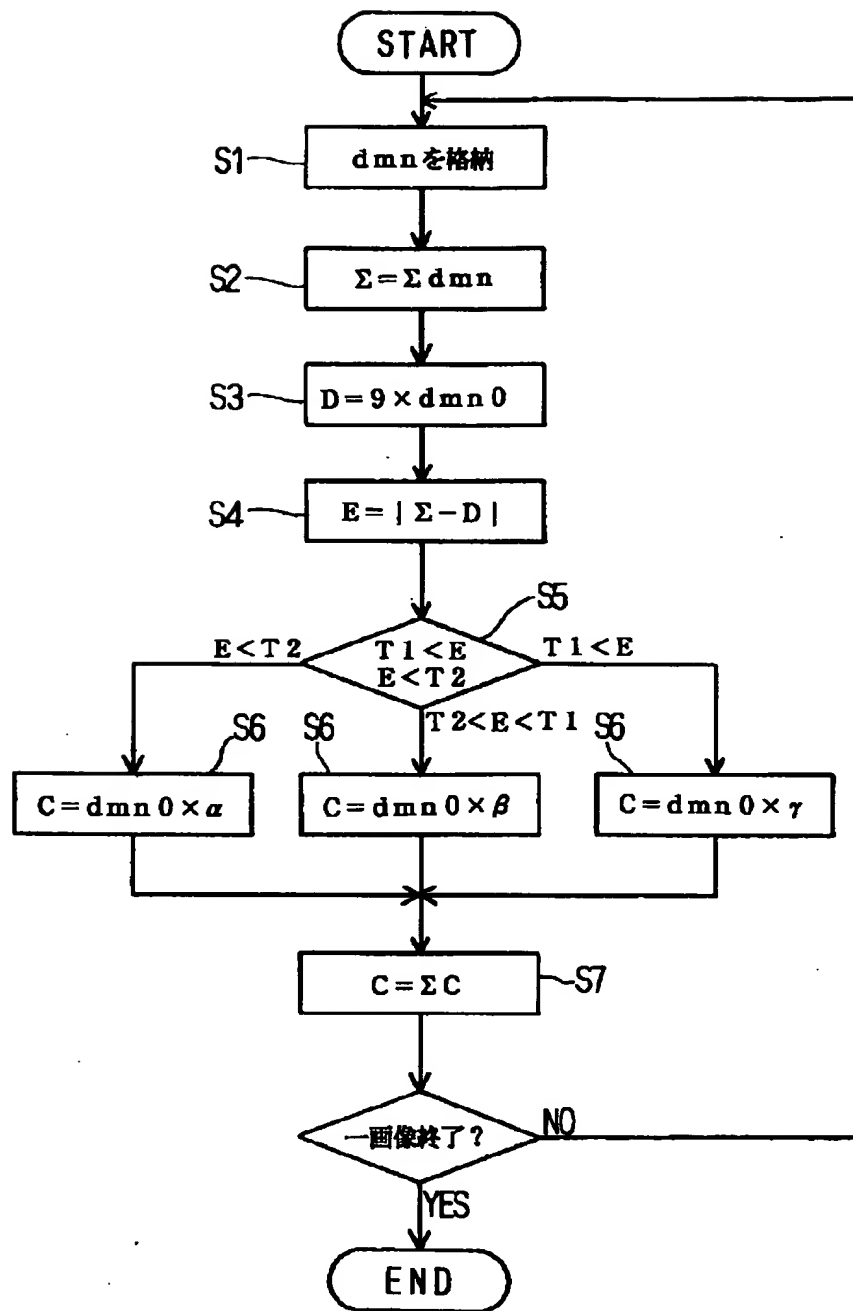 START
S1
dmnを格納
S2
Σ=Σdmn
S3
D=9×dmn0
S4
E=|Σ-D|
S5
E<T2
T1<E
E<T2
T1<E
T2<E<T1
S6
S6
S6
C=dmn0×α
C=dmn0×β
C=dmn0×γ
C=ΣC
S7
一画像終了?
NO
YES
END